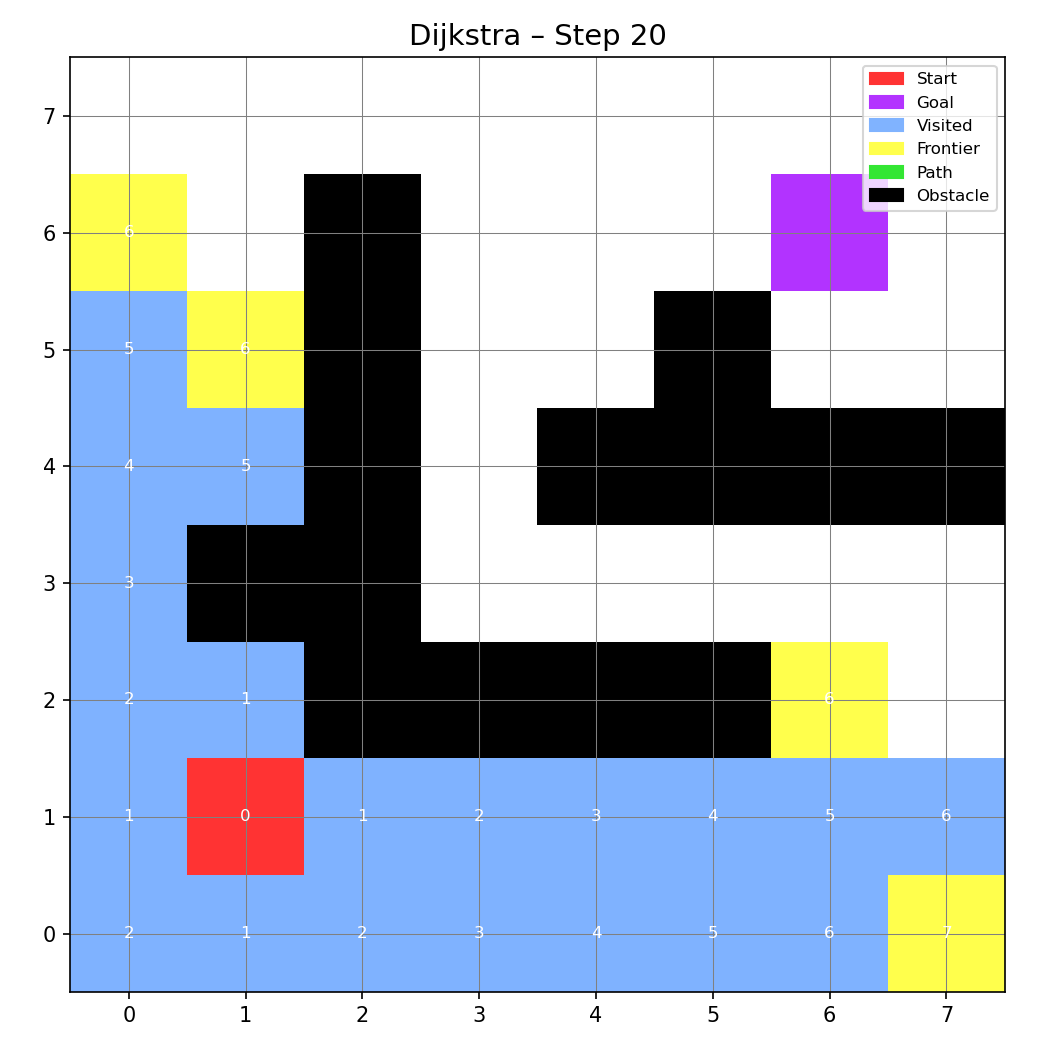 Dijkstra – Step 20
Start
Goal
Visited
Frontier
Path
Obstacle
7
6 6
5 5 6
4 4 5
3 3
2 2 1 6
1 1 0 1 2 3 4 5 6
0 2 1 2 3 4 5 6 7
0 1 2 3 4 5 6 7